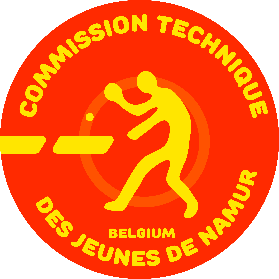 COMMISSION TECHNIQUE
BELGIUM
DES JEUNES DE NAMUR